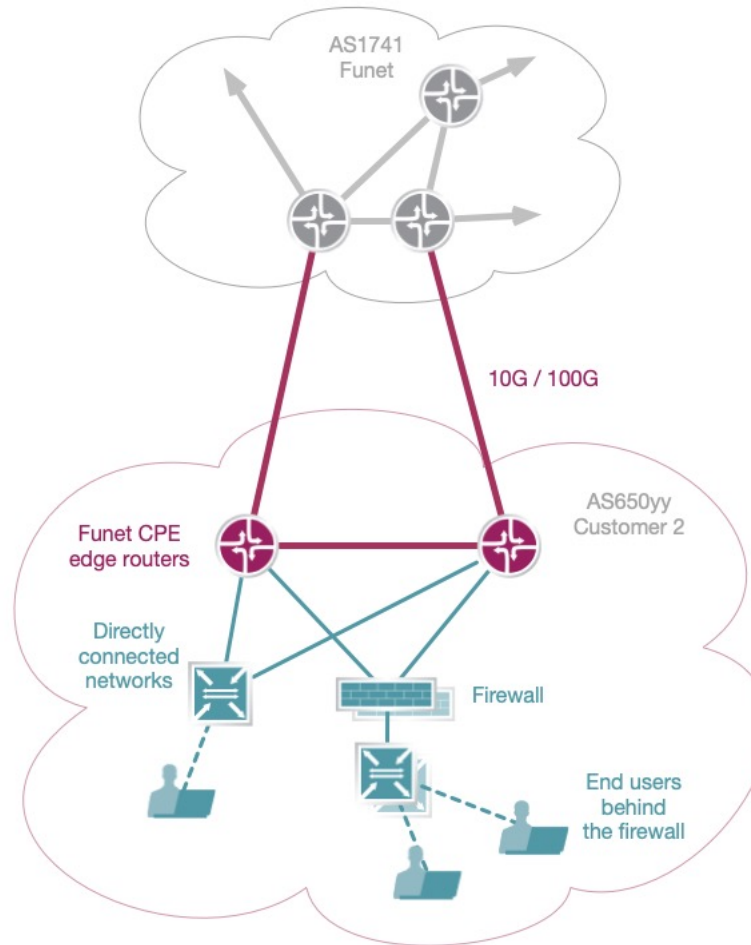 AS1741
Funet
10G / 100G
AS650yy
Customer 2
Funet CPE
edge routers
Directly
connected
networks
Firewall
End users
behind
the firewall